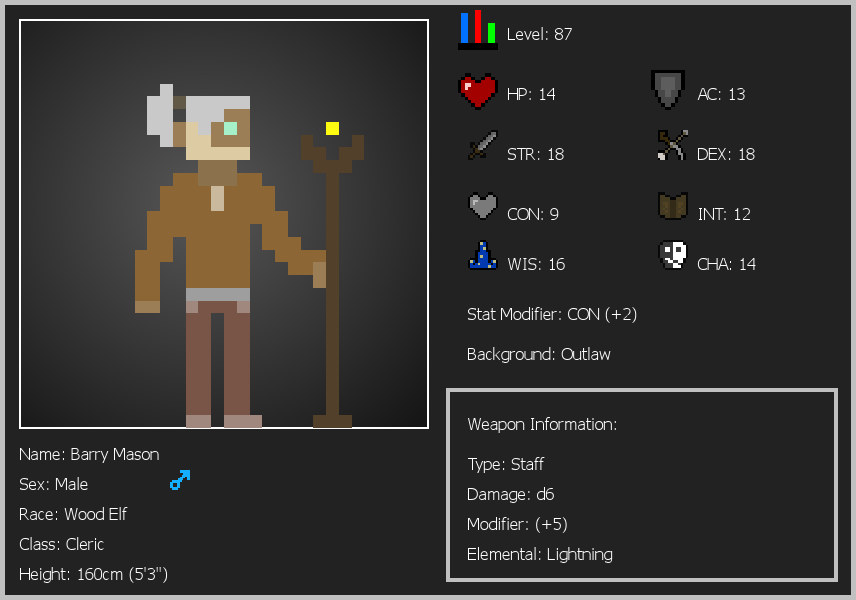 Level: 87
HP: 14
AC: 13
STR: 18
DEX: 18
CON: 9
INT: 12
WIS: 16
CHA: 14
Stat Modifier: CON (+2)
Background: Outlaw
Weapon Information:
Type: Staff
Damage: d6
Modifier: (+5)
Elemental: Lightning
Name: Barry Mason
Sex: Male
Race: Wood Elf
Class: Cleric
Height: 160cm (5'3")